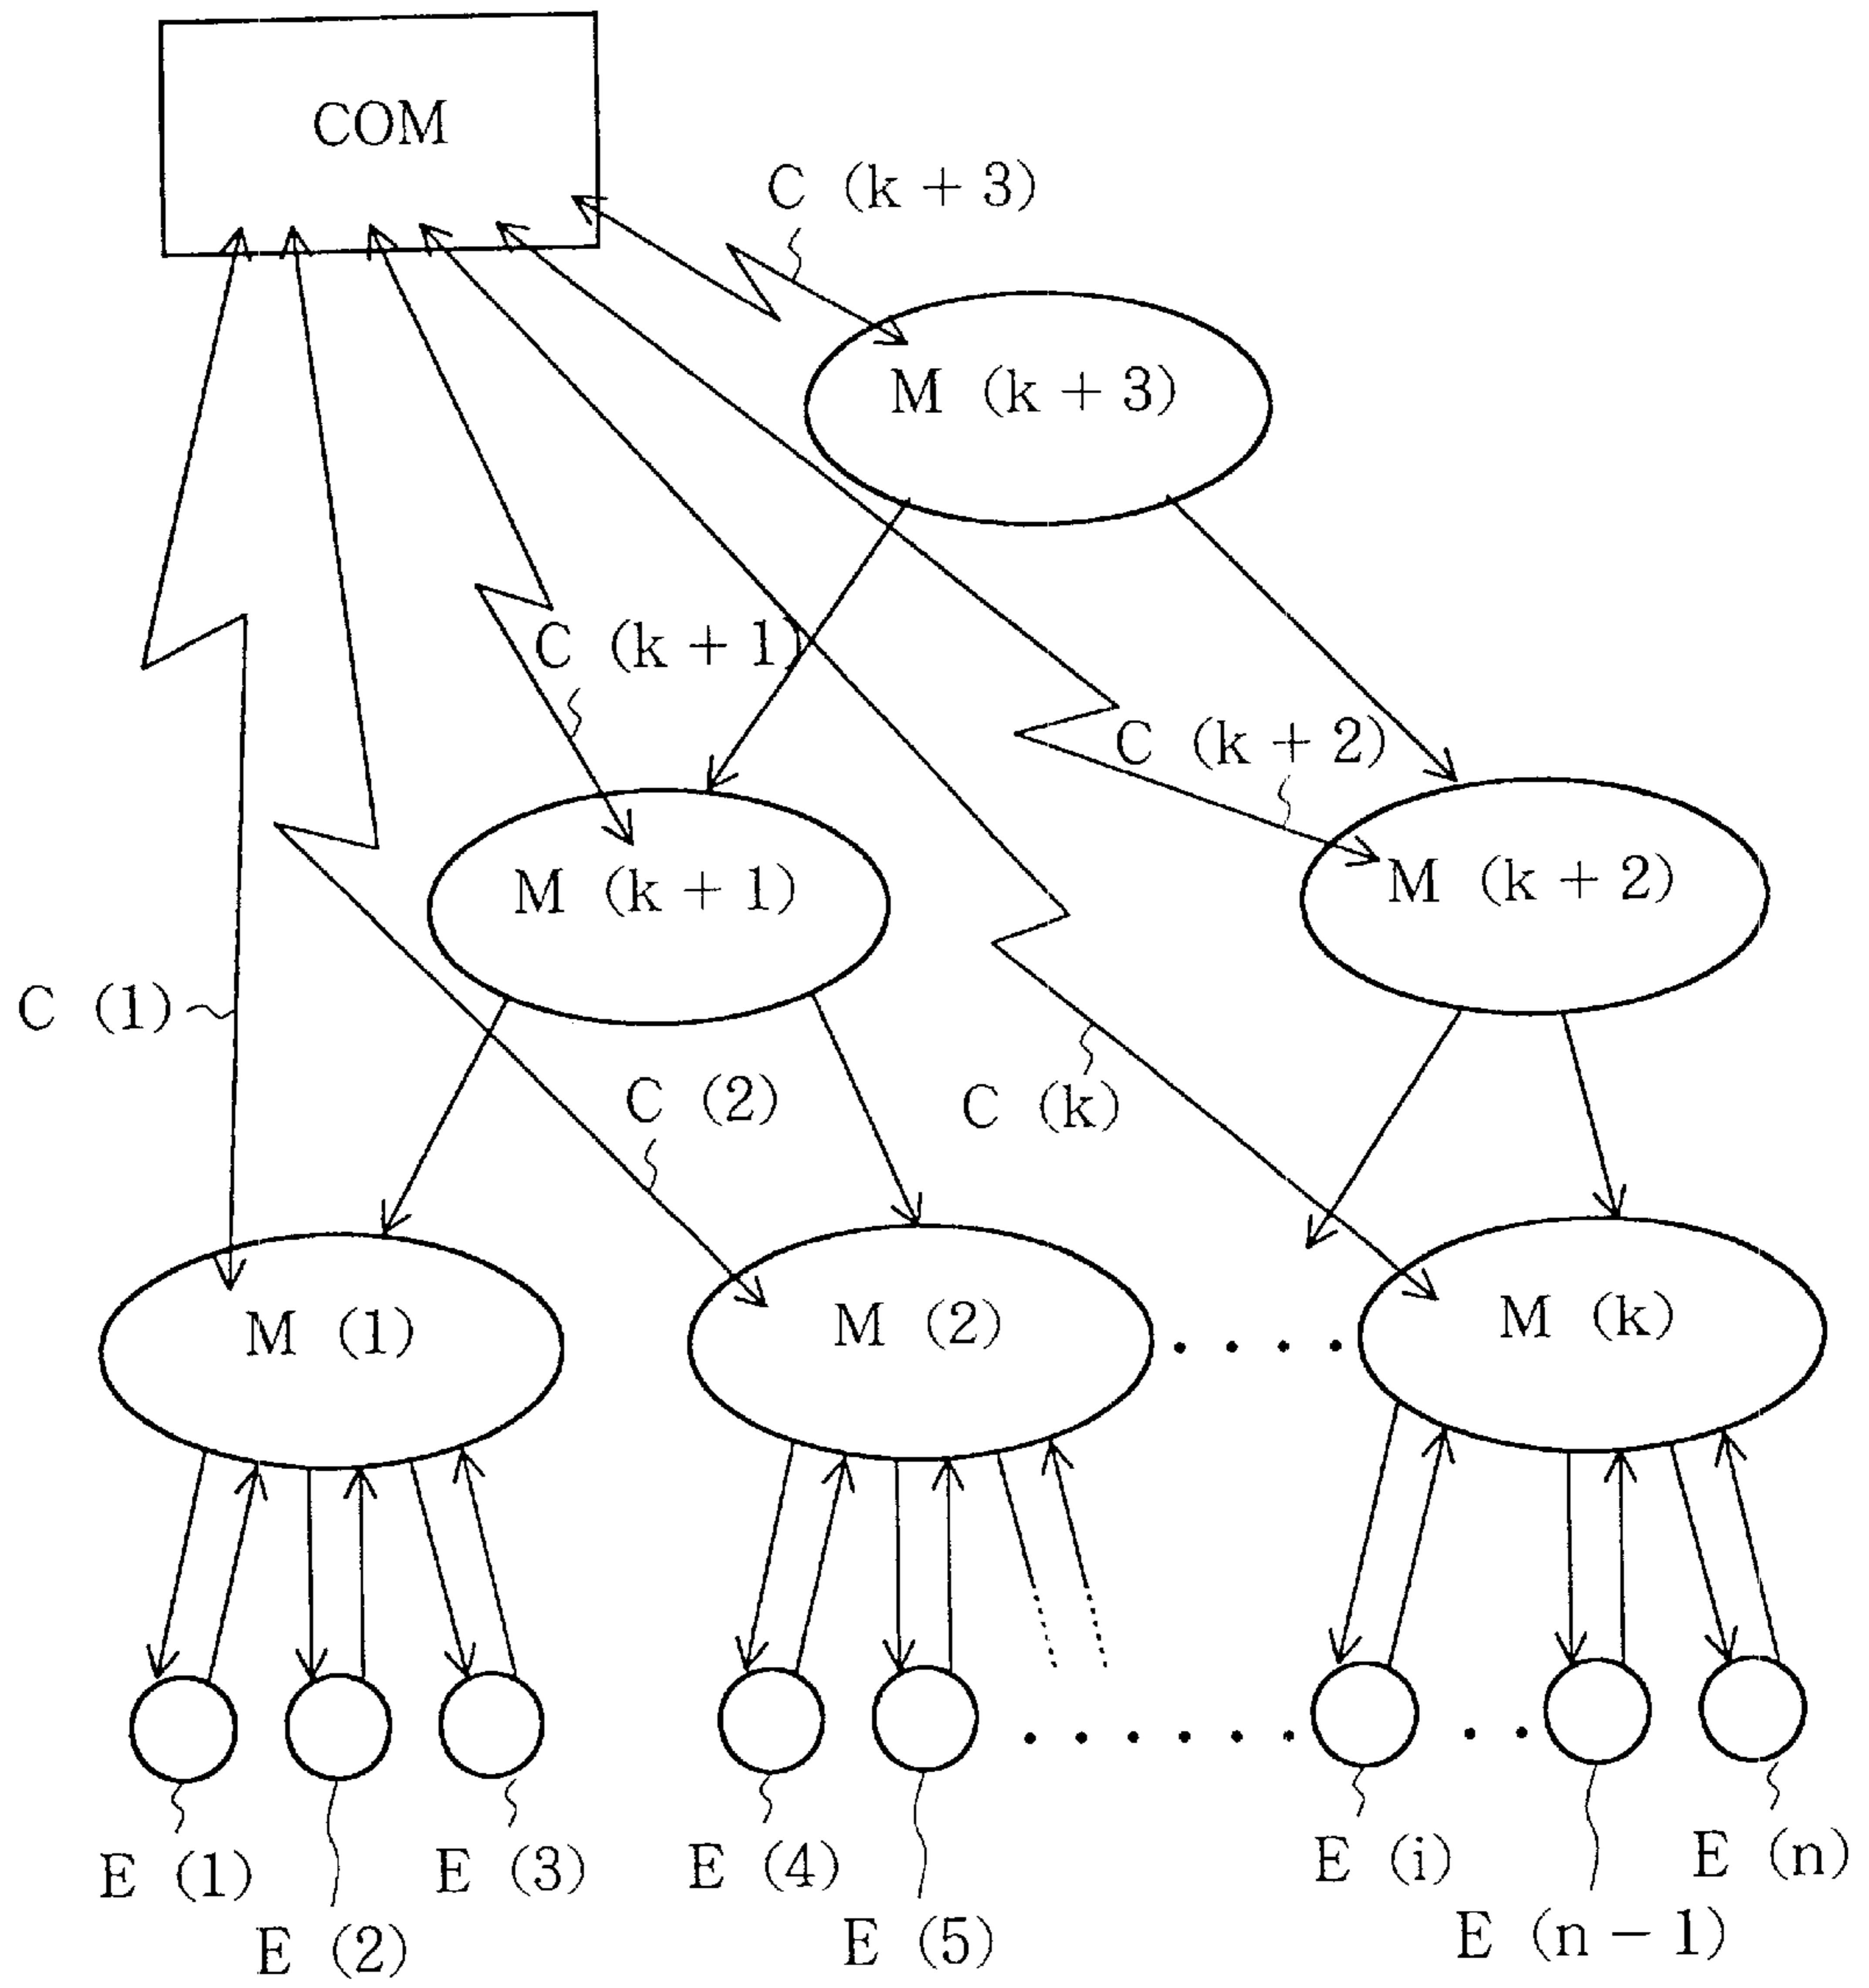 COM
C (k + 3)
M (k + 3)
C (k + 1)
C (k + 2)
M (k + 1)
M (k + 2)
C (1)
C (2)
C (k)
M (1)
M (2)
M (k)
E (1)
E (2)
E (3)
E (4)
E (5)
E (i)
E (n - 1)
E (n)